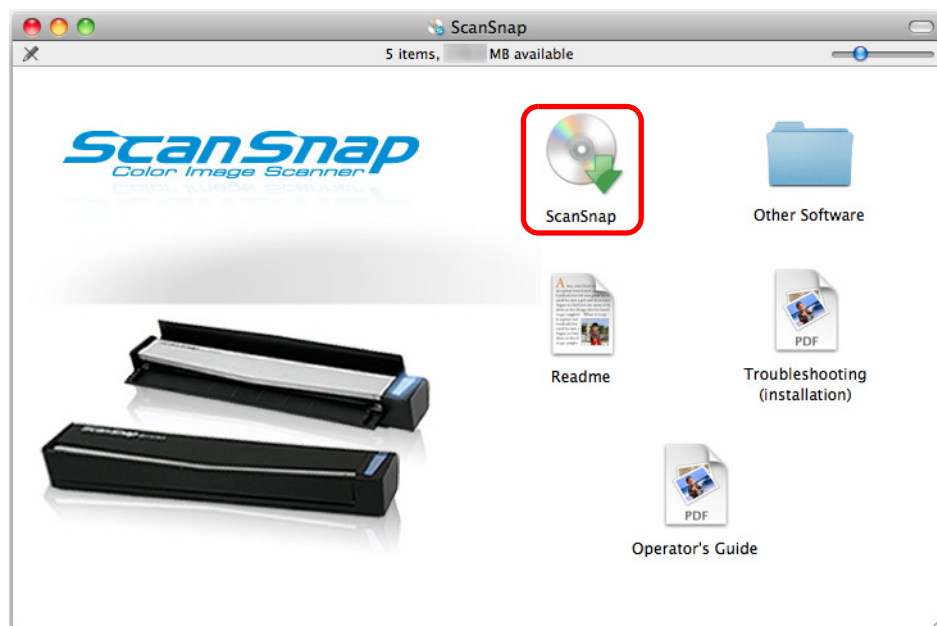 ScanSnap
5 items, MB available
ScanSnap
Color Image Scanner
ScanSnap
Other Software
Readme
PDF
Troubleshooting
(installation)
PDF
Operator's Guide
ScanSnap